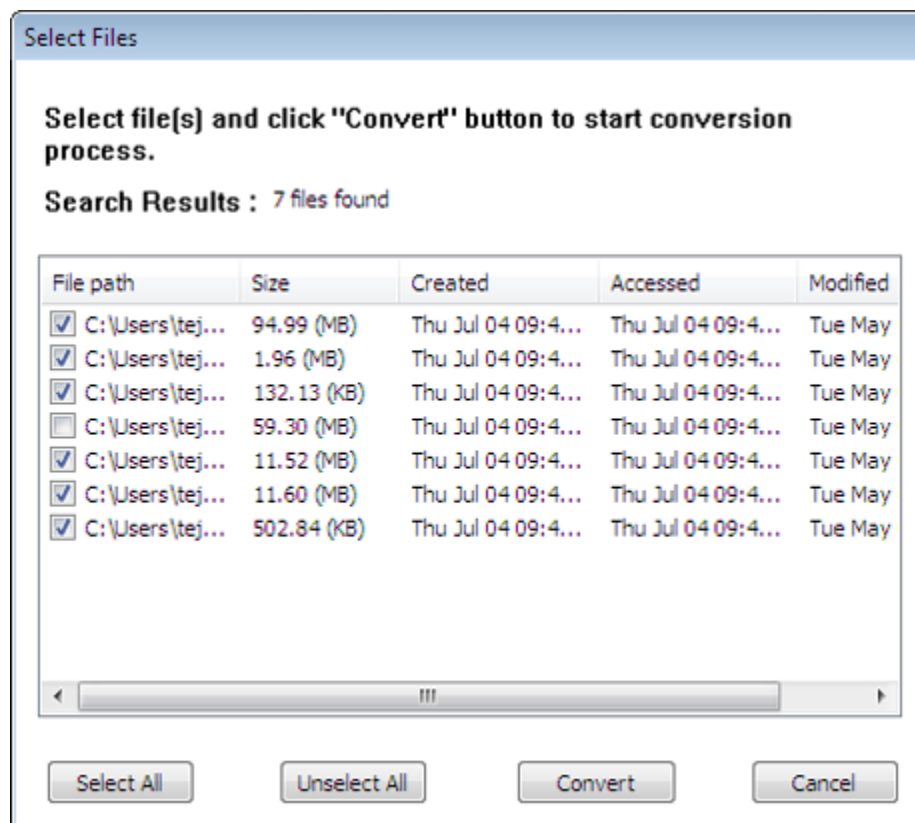 Select Files
Select file(s) and click "Convert" button to start conversion
process.
Search Results : 7 files found
File path Size Created Accessed Modified
C:\Users\tej... 94.99 (MB) Thu Jul 04 09:4... Thu Jul 04 09:4... Tue May
C:\Users\tej... 1.96 (MB) Thu Jul 04 09:4... Thu Jul 04 09:4... Tue May
C:\Users\tej... 132.13 (KB) Thu Jul 04 09:4... Thu Jul 04 09:4... Tue May
C:\Users\tej... 59.30 (MB) Thu Jul 04 09:4... Thu Jul 04 09:4... Tue May
C:\Users\tej... 11.52 (MB) Thu Jul 04 09:4... Thu Jul 04 09:4... Tue May
C:\Users\tej... 11.60 (MB) Thu Jul 04 09:4... Thu Jul 04 09:4... Tue May
C:\Users\tej... 502.84 (KB) Thu Jul 04 09:4... Thu Jul 04 09:4... Tue May
Select All Unselect All Convert Cancel